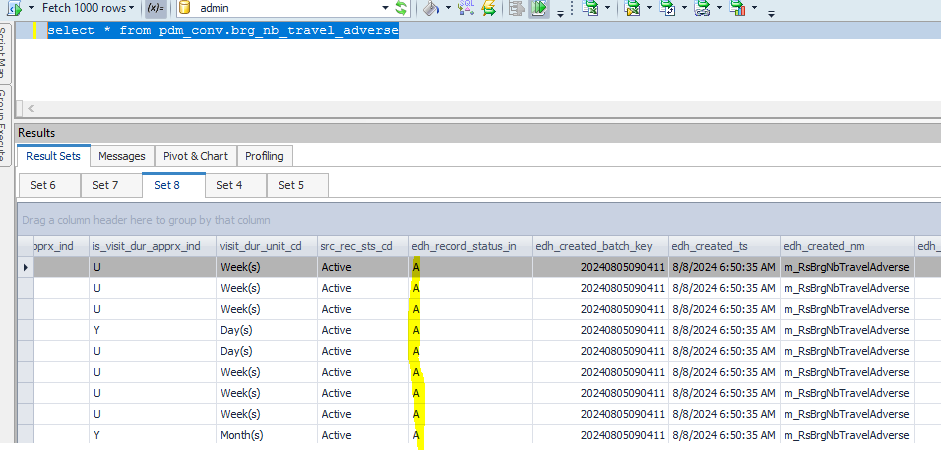 Fetch 1000 rows (x)= admin SQL
select * from pdm_conv.brg_nb_travel_adverse
Script Map
Group Execute
Results
Result Sets Messages Pivot & Chart Profiling
Set 6 Set 7 Set 8 Set 4 Set 5
Drag a column header here to group by that column
pprx_ind is_visit_dur_apprx_ind visit_dur_unit_cd src_rec_sts_cd edh_record_status_in edh_created_batch_key edh_created_ts edh_created_nm edh_
U Week(s) Active A 20240805090411 8/8/2024 6:50:35 AM m_RsBrgNbTravelAdverse
U Week(s) Active A 20240805090411 8/8/2024 6:50:35 AM m_RsBrgNbTravelAdverse
U Week(s) Active A 20240805090411 8/8/2024 6:50:35 AM m_RsBrgNbTravelAdverse
Y Day(s) Active A 20240805090411 8/8/2024 6:50:35 AM m_RsBrgNbTravelAdverse
U Day(s) Active A 20240805090411 8/8/2024 6:50:35 AM m_RsBrgNbTravelAdverse
U Week(s) Active A 20240805090411 8/8/2024 6:50:35 AM m_RsBrgNbTravelAdverse
U Week(s) Active A 20240805090411 8/8/2024 6:50:35 AM m_RsBrgNbTravelAdverse
U Week(s) Active A 20240805090411 8/8/2024 6:50:35 AM m_RsBrgNbTravelAdverse
Y Month(s) Active A 20240805090411 8/8/2024 6:50:35 AM m_RsBrgNbTravelAdverse